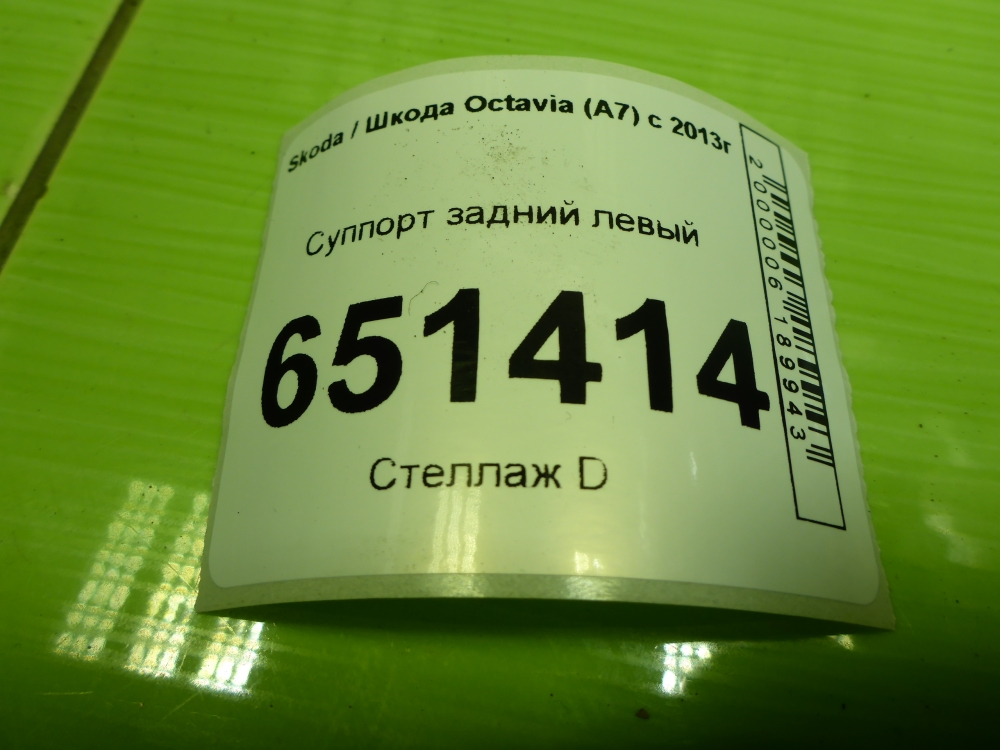 Skoda / Шкода Octavia (A7) с 2013г
Суппорт задний левый
651414
Стеллаж D
2000006189943